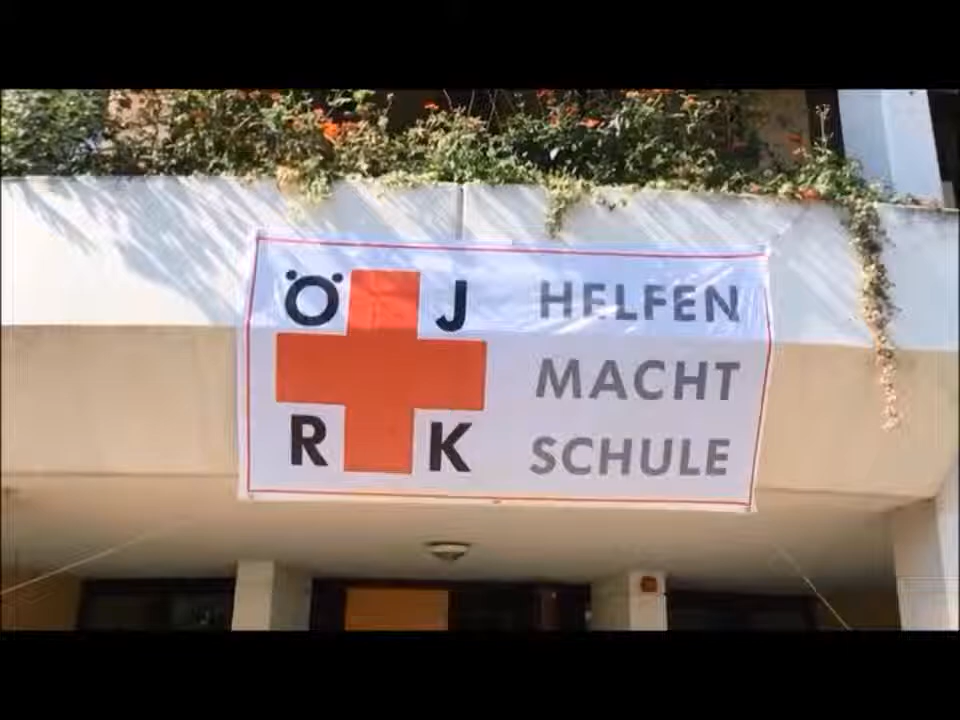 Ö J
R K
HELFEN
MACHT
SCHULE